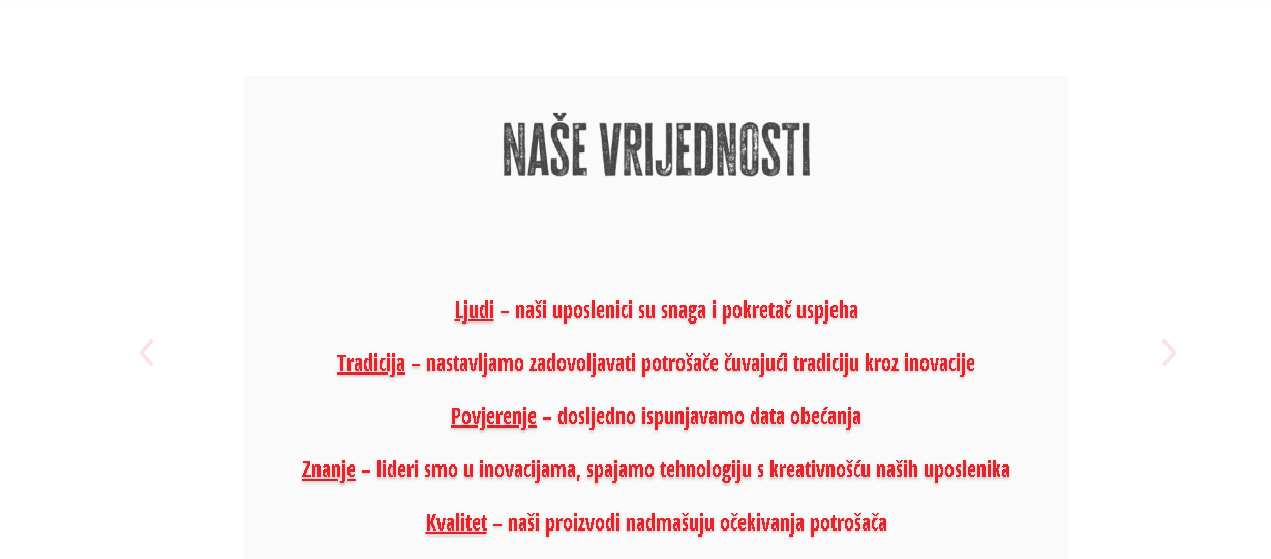 NAŠE VRIJEDNOSTI
Ljudi – naši uposlenici su snaga i pokretač uspjeha
Tradicija – nastavljamo zadovoljavati potrošače čuvajući tradiciju kroz inovacije
Povjerenje – dosljedno ispunjavamo data obećanja
Znanje – lideri smo u inovacijama, spajamo tehnologiju s kreativnošću naših uposlenika
Kvalitet – naši proizvodi nadmašuju očekivanja potrošača